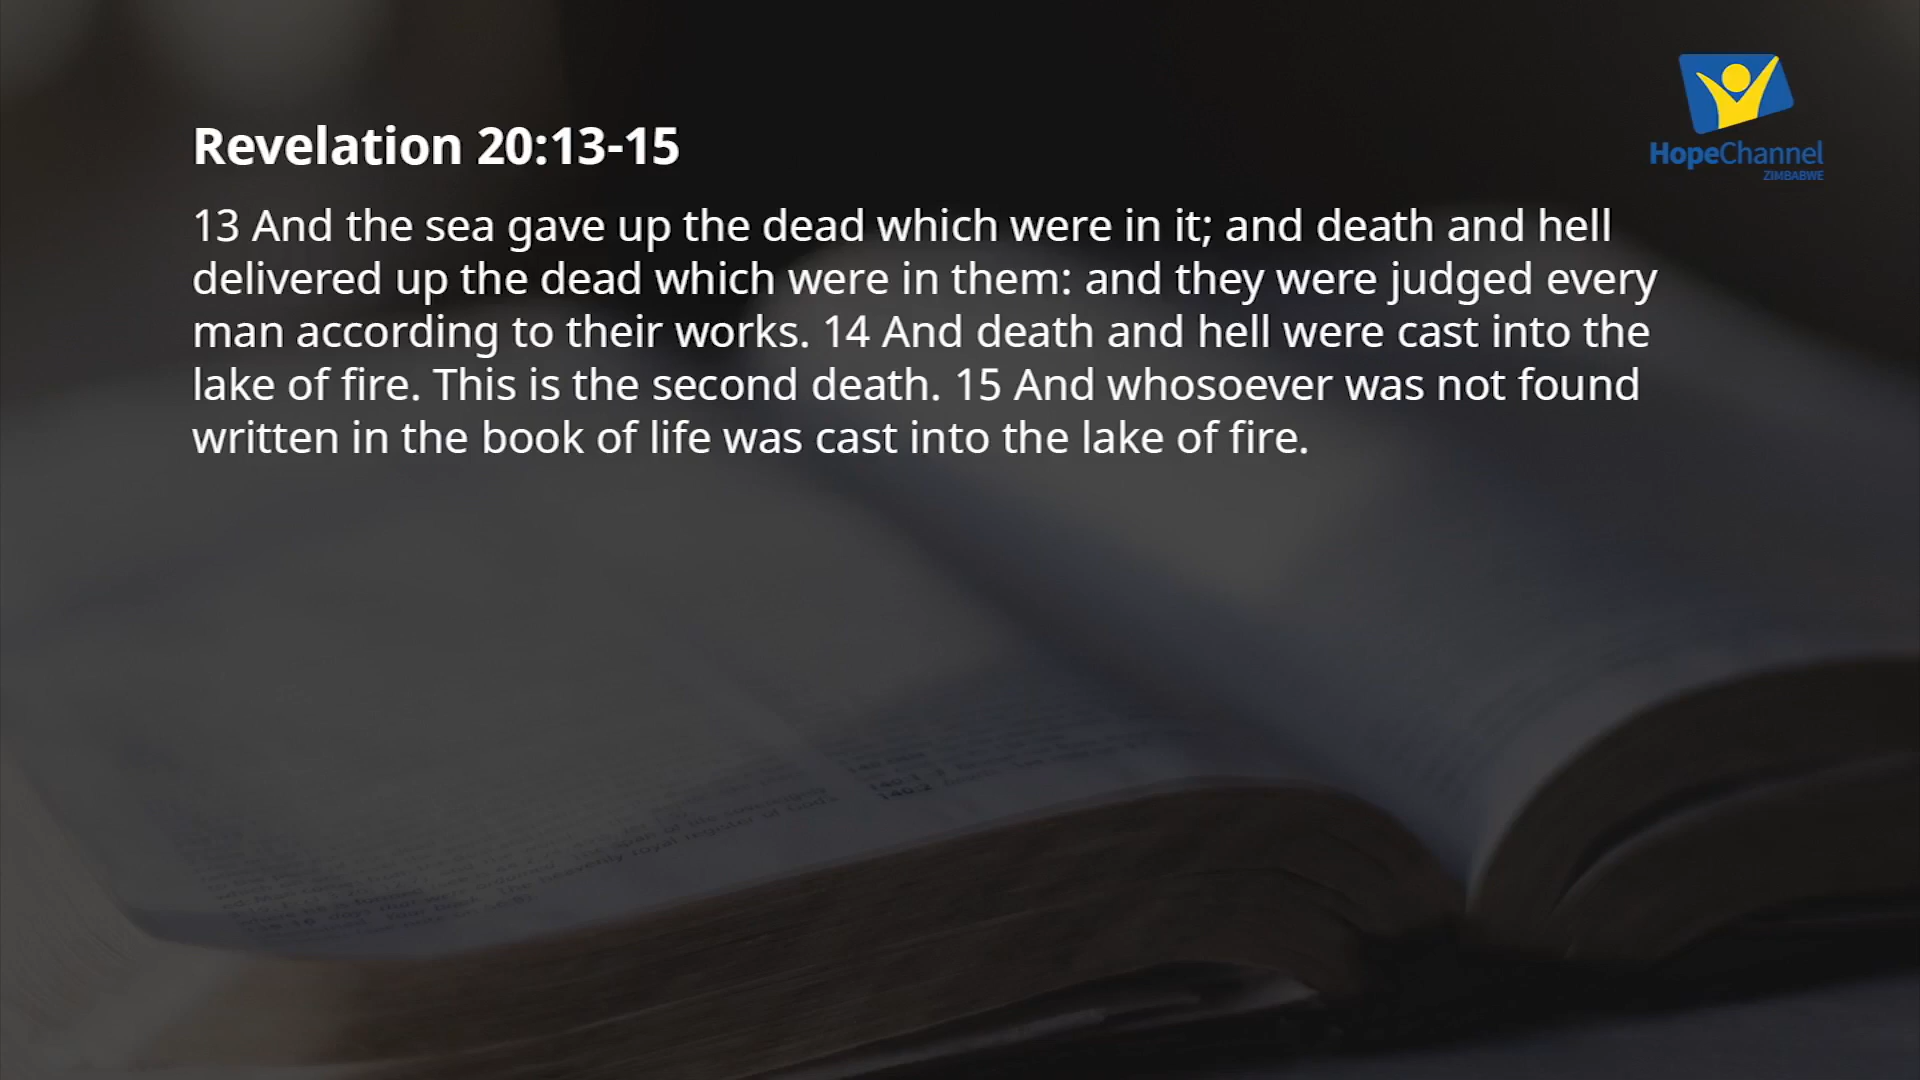 Revelation 20:13-15
HopeChannel
ZIMBABWE
13 And the sea gave up the dead which were in it; and death and hell
delivered up the dead which were in them: and they were judged every
man according to their works. 14 And death and hell were cast into the
lake of fire. This is the second death. 15 And whosoever was not found
written in the book of life was cast into the lake of fire.